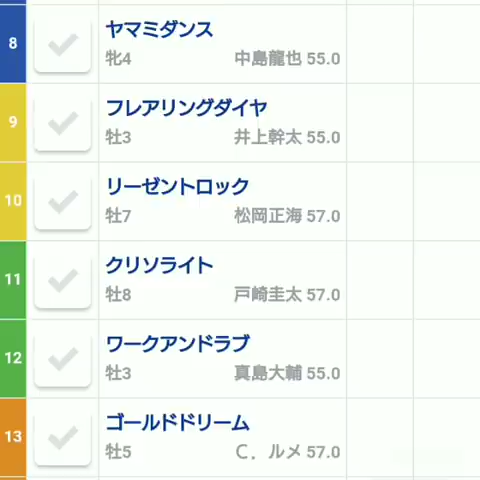 8
ヤマミダンス
牝4 中島龍也 55.0
9
フレアリングダイヤ
牡3 井上幹太 55.0
10
リーゼントロック
牡7 松岡正海 57.0
11
クリソライト
牡8 戸崎圭太 57.0
12
ワークアンドラブ
牡3 真島大輔 55.0
13
ゴールドドリーム
牡5 C．ルメ 57.0